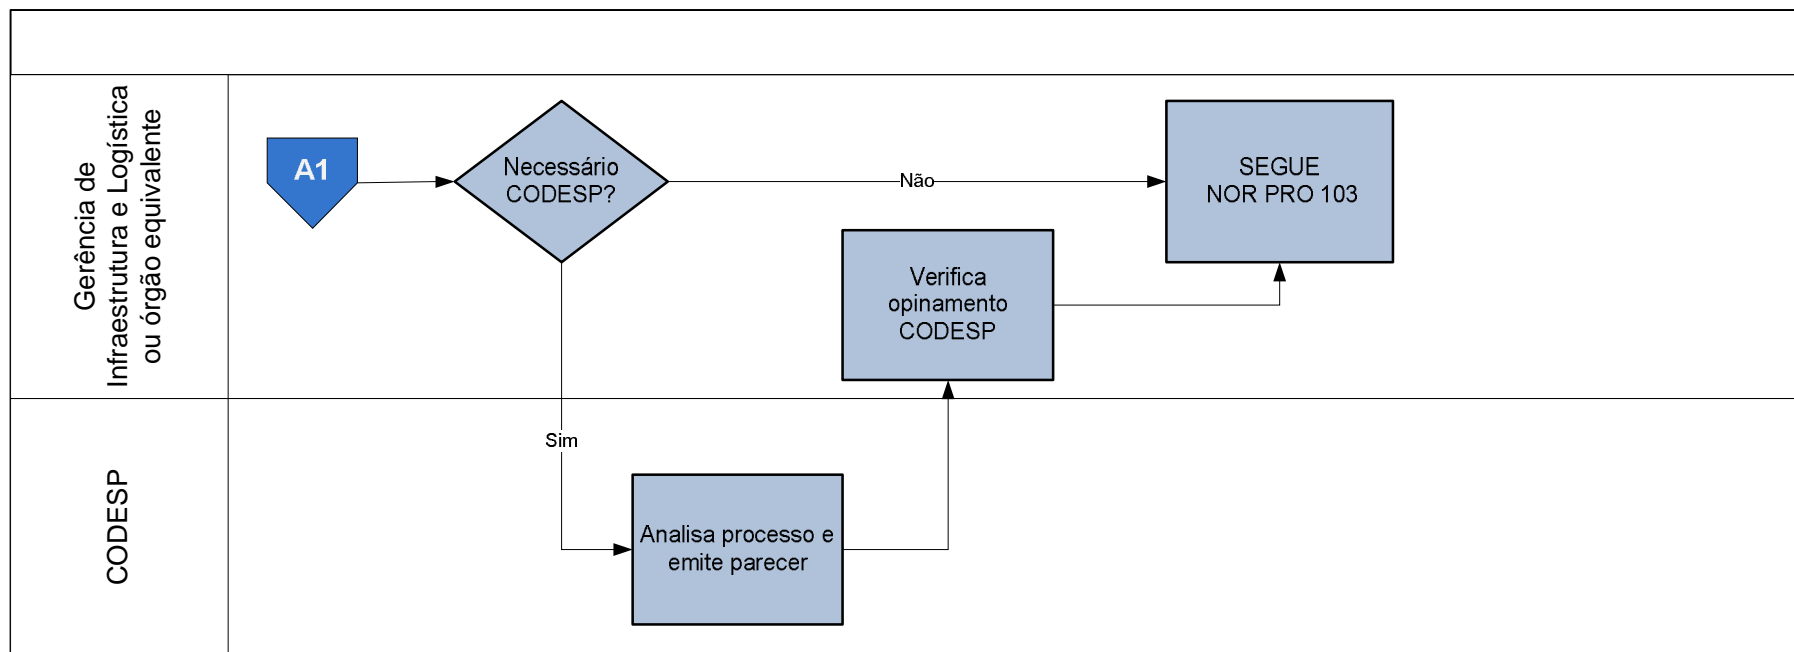 Gerência de
Infraestrutura e Logística
ou órgão equivalente
A1
Necessário
CODESP?
Não
SEGUE
NOR PRO 103
Verifica
opinamento
CODESP
Sim
CODESP
Analisa processo e
emite parecer